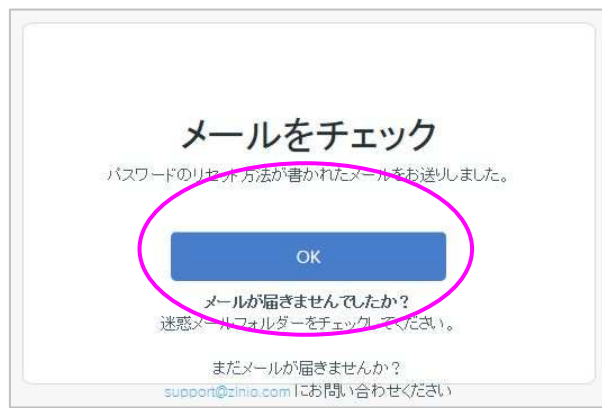 メールをチェック
パスワードのリセット方法が書かれたメールをお送りしました。
OK
メールが届きませんでしたか？
迷惑メールフォルダーをチェックしてください。
まだメールが届きませんか？
support@zinio.com にお問い合わせください